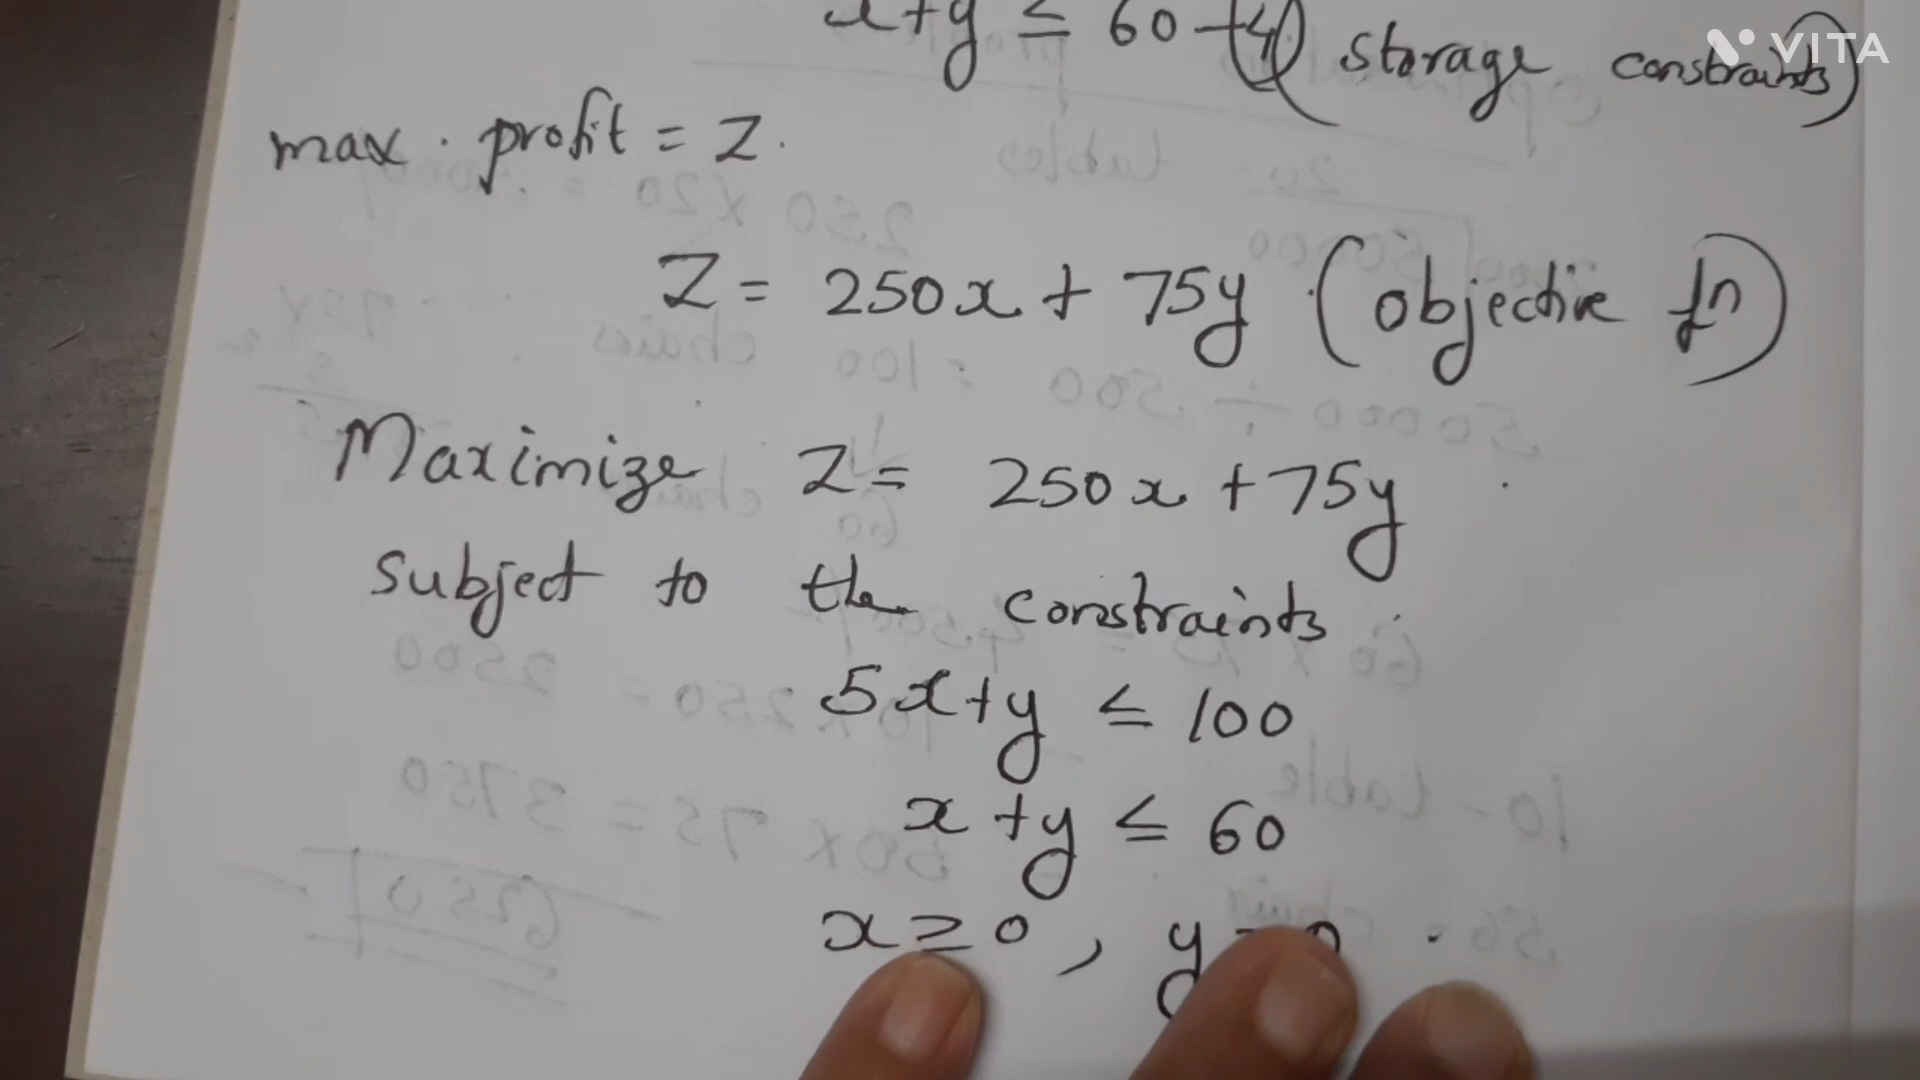 x+y ≤ 60 -(4) (storage constraints)
VITA
max. profit = Z.
Z = 250x + 75y (objective fn)
Maximize Z = 250x + 75y
subject to the constraints
5x+y ≤ 100
x+y ≤ 60
x ≥ 0, y